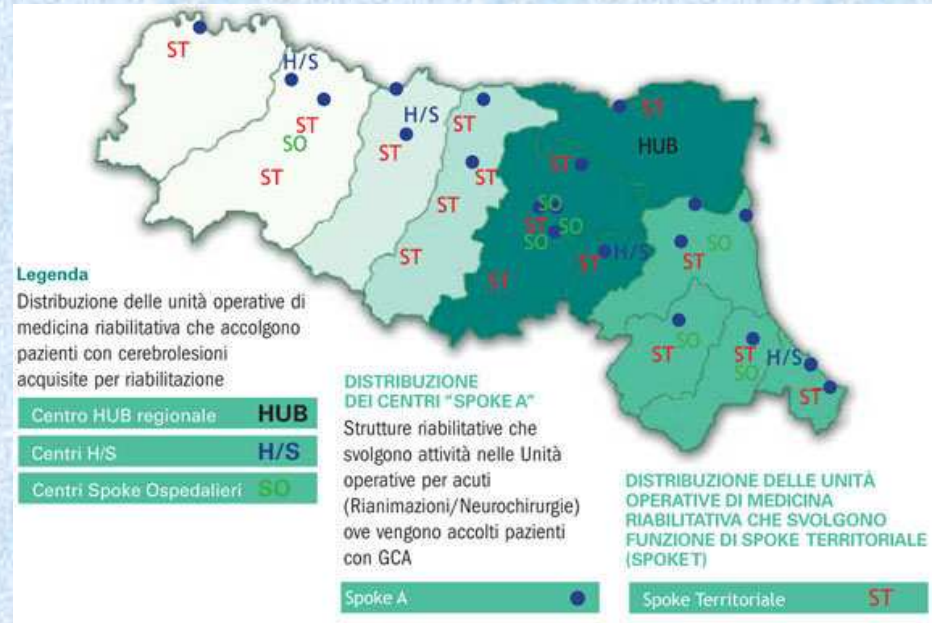 ST
H/S
ST
SO
ST
H/S
ST
ST
ST
ST
ST
ST
HUB
ST
SO
ST
SO
SO
ST
H/S
ST
SO
ST
SO
ST
ST
SO
H/S
ST
Legenda
Distribuzione delle unità operative di
medicina riabilitativa che accolgono
pazienti con cerebrolesioni
acquisite per riabilitazione
Centro HUB regionale HUB
Centri H/S H/S
Centri Spoke Ospedalieri SO
DISTRIBUZIONE
DEI CENTRI "SPOKE A"
Strutture riabilitative che
svolgono attività nelle Unità
operative per acuti
(Rianimazioni/Neurochirurgie)
ove vengono accolti pazienti
con GCA
Spoke A
DISTRIBUZIONE DELLE UNITÀ
OPERATIVE DI MEDICINA
RIABILITATIVA CHE SVOLGONO
FUNZIONE DI SPOKE TERRITORIALE
(SPOKET)
Spoke Territoriale ST